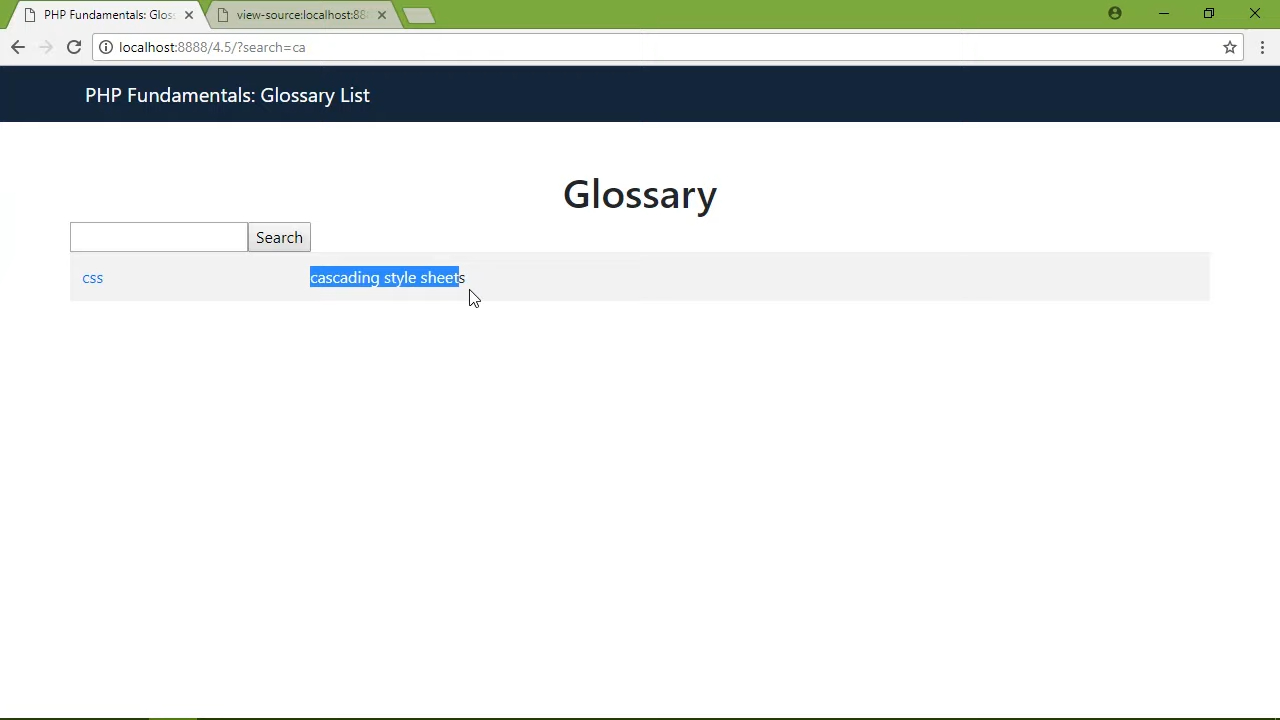 PHP Fundamentals: Glos
view-source:localhost:88
localhost:8888/4.5/?search=ca
PHP Fundamentals: Glossary List
Glossary
Search
css cascading style sheets